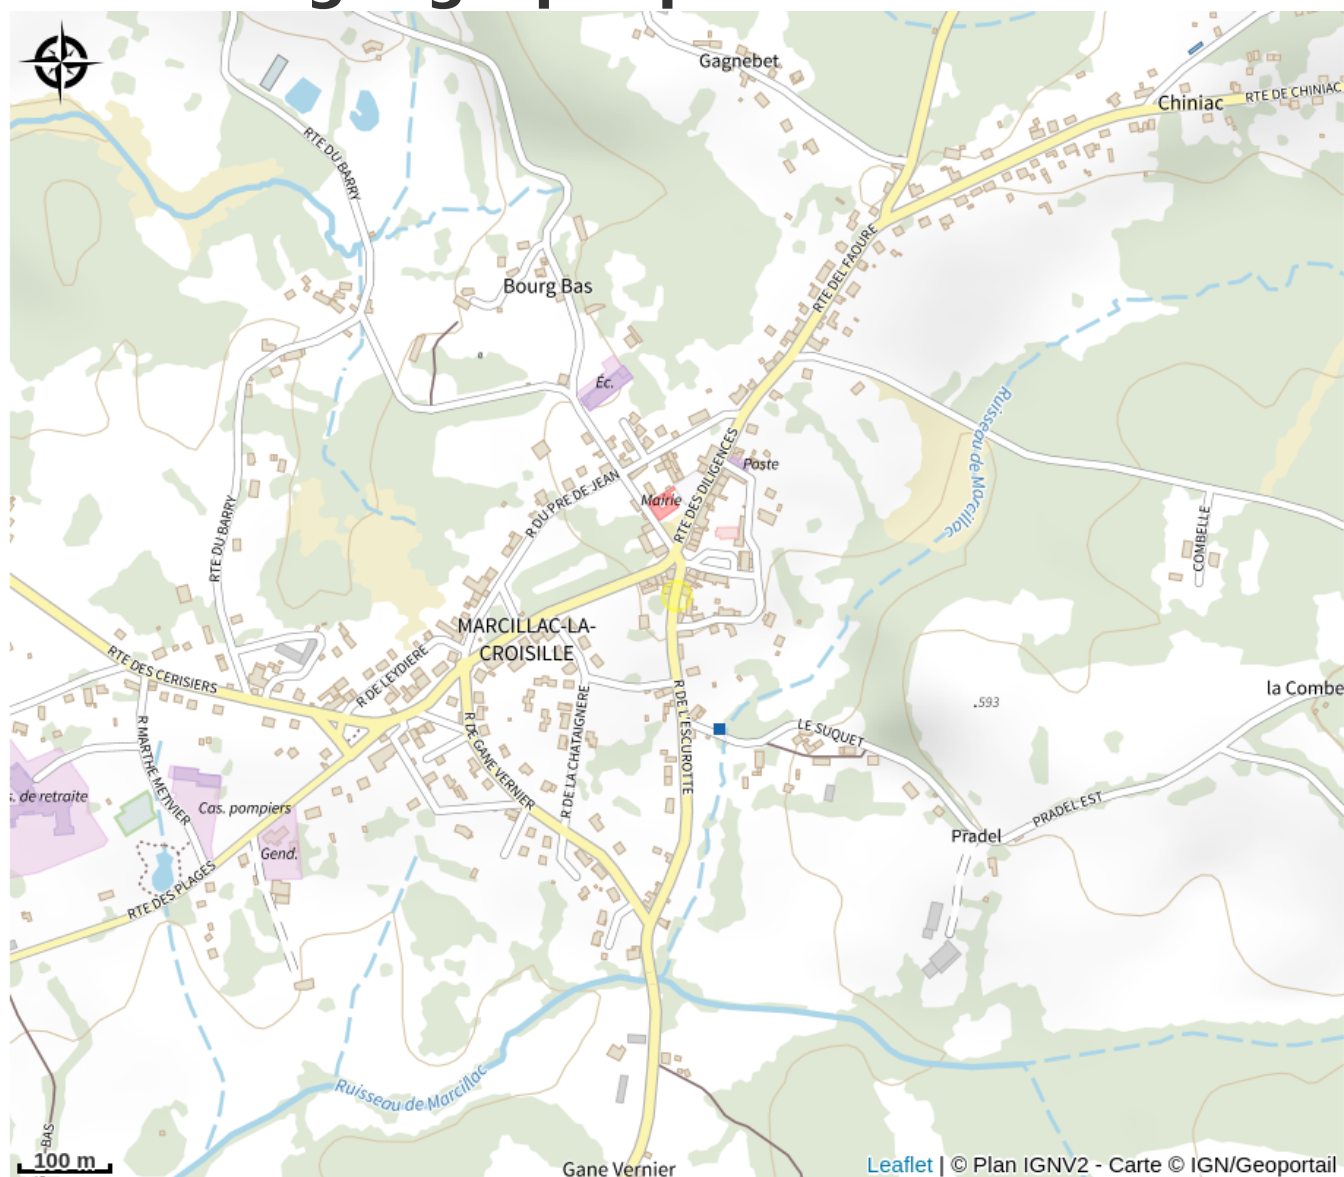 Gagnebet
Chiniac
RTE DE CHINIAC
RTE DU BARRY
RTE DEL FAOURE
Bourg Bas
Éc.
Ruisseau de Marcillac
RTE DES DILIGENCES
Poste
Mairie
R DU PRE DE JEAN
RTE DU BARRY
COMBELLE
MARCILLAC-LA-
CROISILLE
RTE DES CERISIERS
R DE LEYDIERE
R DE LA CHATAIGNERE
R DE L'ESCUROTTE
la Combe
.593
LE SUQUET
R MARTHE METIVIER
R DE GANE VERNIER
s. de retraite
Cas. pompiers
PRADEL EST
Pradel
Gend.
RTE DES PLAGES
Ruisseau de Marcillac
BAS
100 m
Gane Vernier
Leaflet | © Plan IGNV2 - Carte © IGN/Geoportail